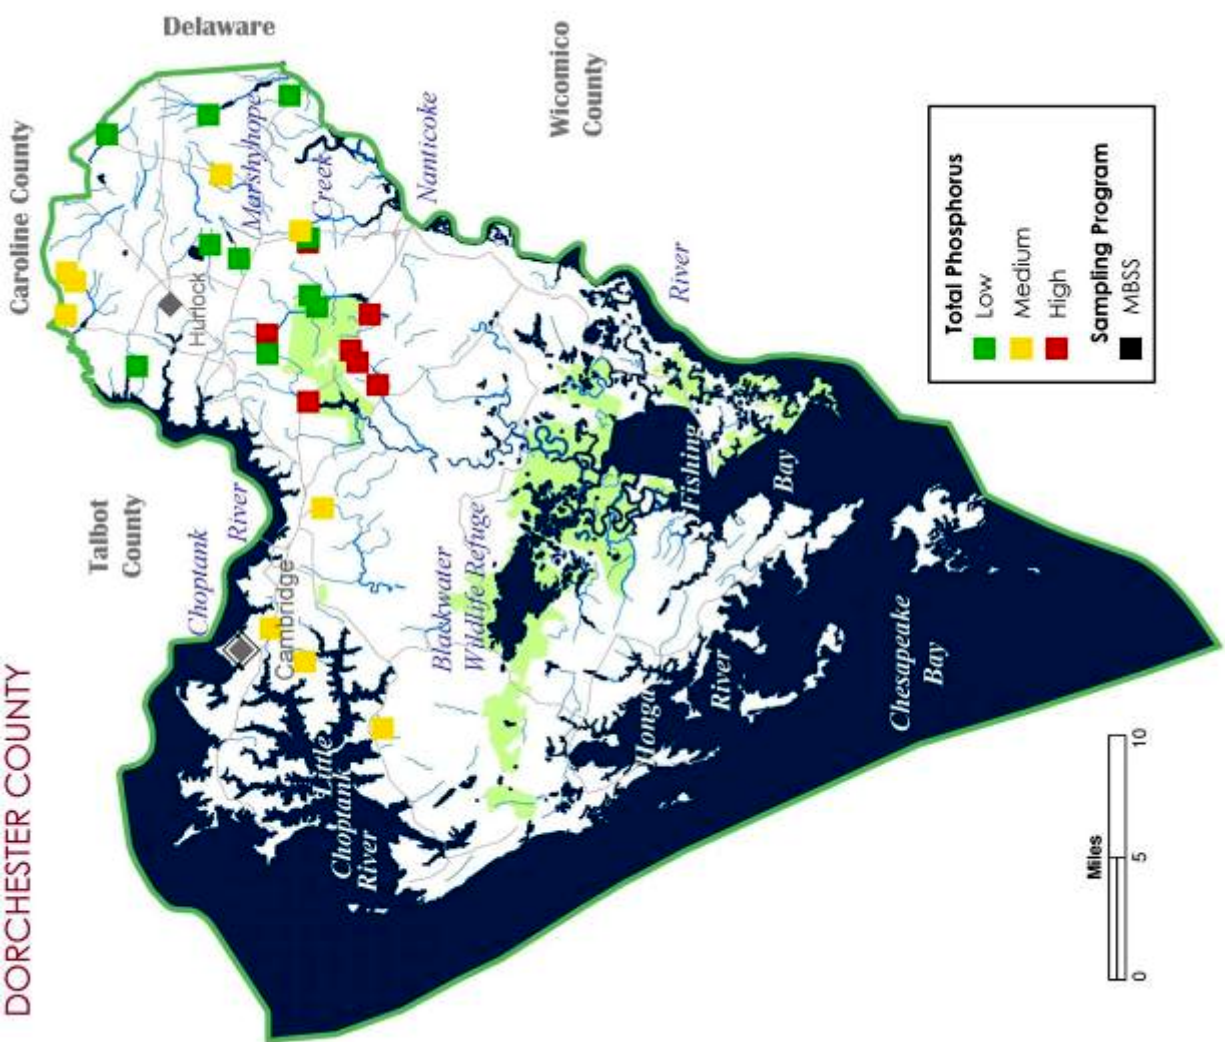 DORCHESTER COUNTY
Caroline County
Delaware
Talbot
County
Wicomico
County
Choptank
River
Hurlock
Marshyhope
Creek
Nanticoke
River
Cambridge
Little
Choptank
River
Blackwater
Wildlife Refuge
Fishing
Bay
Honga
River
Chesapeake
Bay
Total Phosphorus
Low
Medium
High
Sampling Program
MBSS
Miles
0 5 10